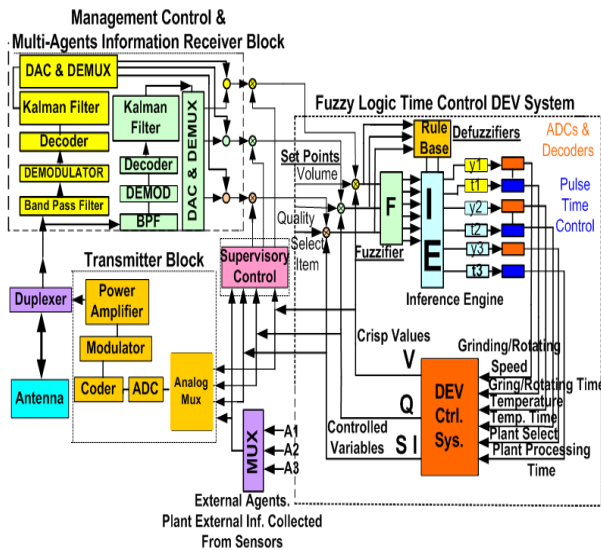 Management Control &
Multi-Agents Information Receiver Block
DAC & DEMUX
Kalman Filter
Decoder
DEMODULATOR
Band Pass Filter
Kalman
Filter
Decoder
DEMOD
BPF
DAC & DEMUX
Fuzzy Logic Time Control DEV System
Set Points
Volume
Quality
Select
Item
Rule
Base
Defuzzifiers
ADCs &
Decoders
F
Fuzzifier
I
E
Inference Engine
y1
t1
y2
t2
y3
t3
Pulse
Time
Control
Transmitter Block
Supervisory
Control
Duplexer
Power
Amplifier
Modulator
Coder
ADC
Analog
Mux
Antenna
MUX
A1
A2
A3
External Agents.
Plant External Inf. Collected
From Sensors
Crisp Values
V
Q
Controlled
Variables
S I
DEV
Ctrl.
Sys.
Grinding/Rotating
Speed
Gring/Rotating Time
Temperature
Temp. Time
Plant Select
Plant Processing
Time